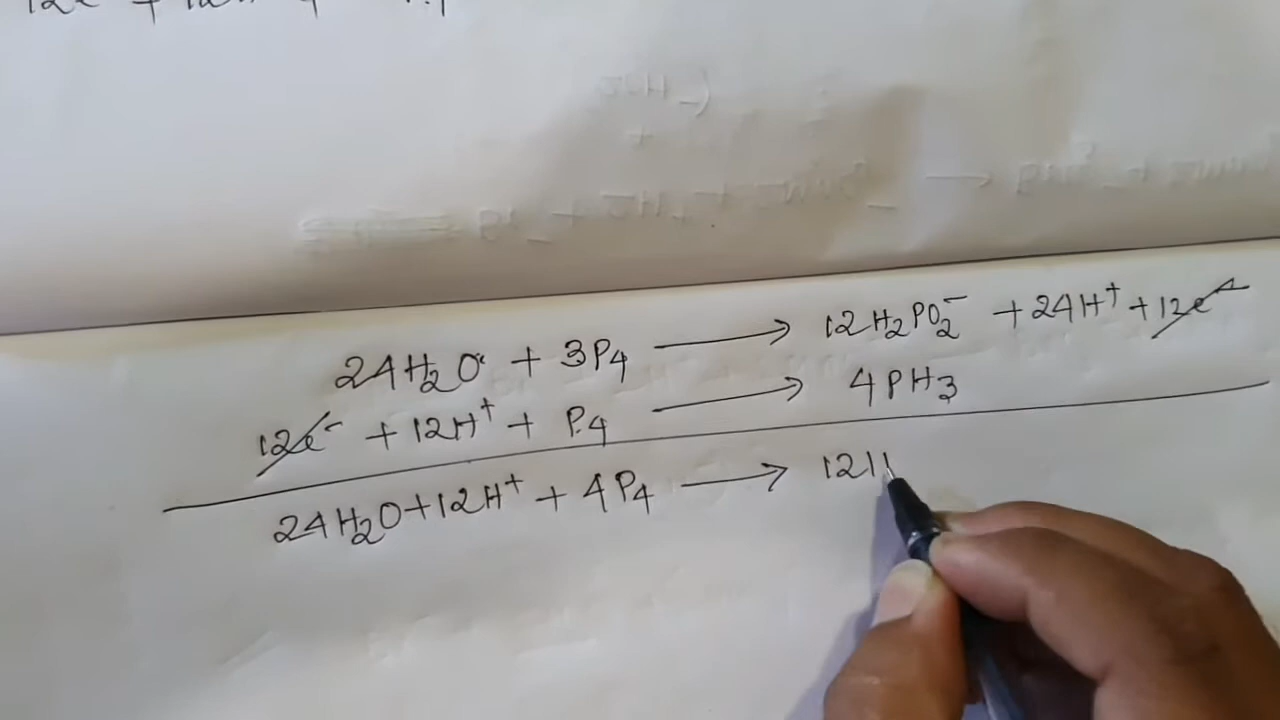 24H₂O + 3P₄ ⟶ 12H₂PO₂⁻ + 24H⁺ + 12e⁻
12e⁻ + 12H⁺ + P₄ ⟶ 4PH₃
24H₂O + 12H⁺ + 4P₄ ⟶ 12H